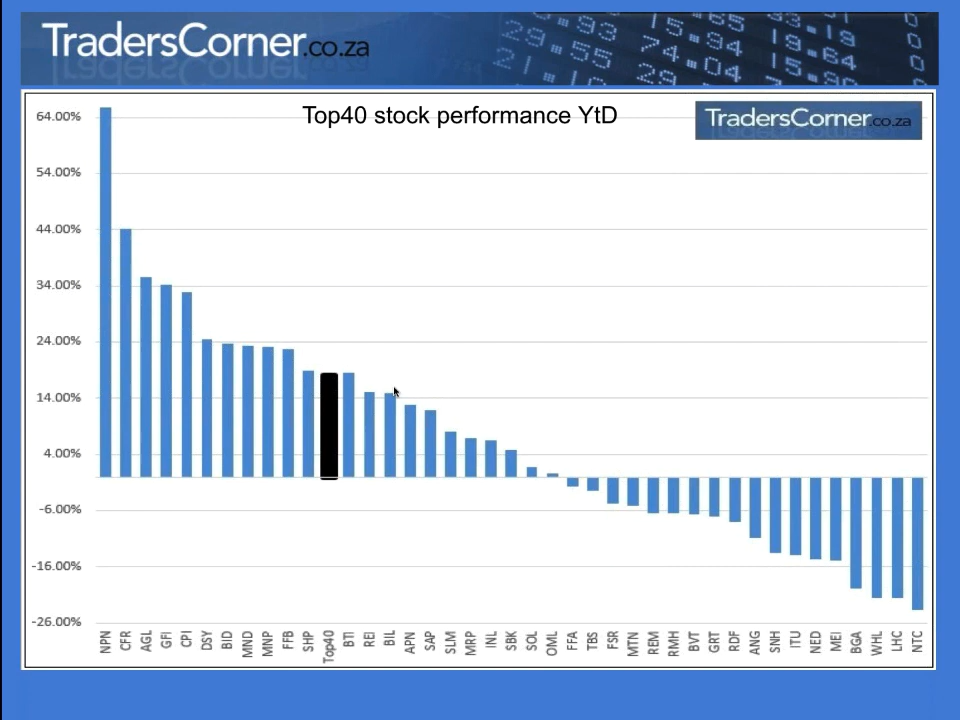 TradersCorner.co.za
Top40 stock performance YtD
TradersCorner.co.za
64.00%
54.00%
44.00%
34.00%
24.00%
14.00%
4.00%
-6.00%
-16.00%
-26.00%
NPN
CFR
AGL
GFI
CPI
DSY
BID
MND
MNP
FFB
SHP
Top40
BTI
REI
BIL
APN
SAP
SLM
MRP
INL
SBK
SOL
OML
FFA
TBS
FSR
MTN
REM
RMH
BVT
GRT
RDF
ANG
SNH
ITU
NED
MEI
BGA
WHL
LHC
NTC